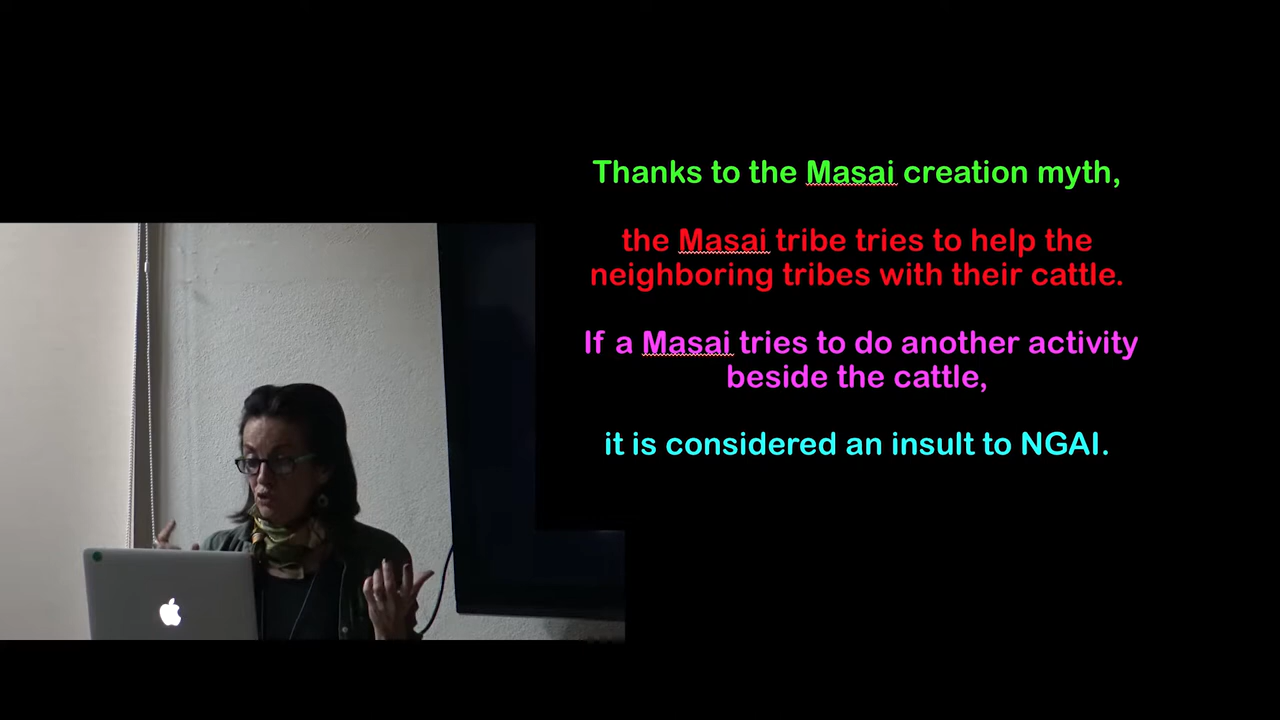 Thanks to the Masai creation myth,
the Masai tribe tries to help the
neighboring tribes with their cattle.
If a Masai tries to do another activity
beside the cattle,
it is considered an insult to NGAI.